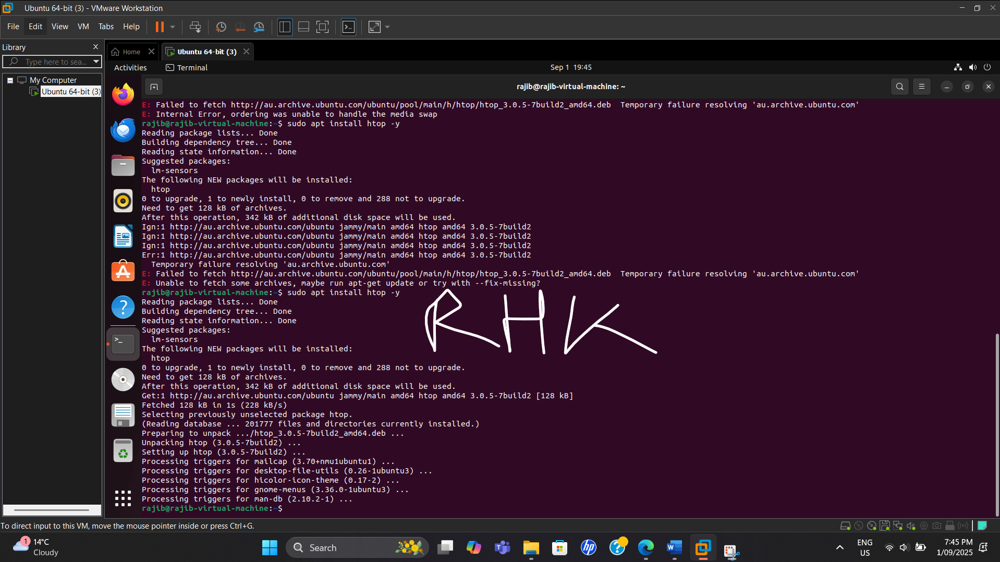 Ubuntu 64-bit (3) - VMware Workstation
File Edit View VM Tabs Help
Library
Home Ubuntu 64-bit (3)
Type here to sea...
Activities Terminal Sep 1 19:45
My Computer
Ubuntu 64-bit (3)
rajib@rajib-virtual-machine: ~
E: Failed to fetch http://au.archive.ubuntu.com/ubuntu/pool/main/h/htop/htop_3.0.5-7build2_amd64.deb Temporary failure resolving 'au.archive.ubuntu.com'
E: Internal Error, ordering was unable to handle the media swap
rajib@rajib-virtual-machine:~$ sudo apt install htop -y
Reading package lists... Done
Building dependency tree... Done
Reading state information... Done
Suggested packages:
lm-sensors
The following NEW packages will be installed:
htop
0 to upgrade, 1 to newly install, 0 to remove and 288 not to upgrade.
Need to get 128 kB of archives.
After this operation, 342 kB of additional disk space will be used.
Ign:1 http://au.archive.ubuntu.com/ubuntu jammy/main amd64 htop amd64 3.0.5-7build2
Ign:1 http://au.archive.ubuntu.com/ubuntu jammy/main amd64 htop amd64 3.0.5-7build2
Ign:1 http://au.archive.ubuntu.com/ubuntu jammy/main amd64 htop amd64 3.0.5-7build2
Err:1 http://au.archive.ubuntu.com/ubuntu jammy/main amd64 htop amd64 3.0.5-7build2
Temporary failure resolving 'au.archive.ubuntu.com'
E: Failed to fetch http://au.archive.ubuntu.com/ubuntu/pool/main/h/htop/htop_3.0.5-7build2_amd64.deb Temporary failure resolving 'au.archive.ubuntu.com'
E: Unable to fetch some archives, maybe run apt-get update or try with --fix-missing?
rajib@rajib-virtual-machine:~$ sudo apt install htop -y
Reading package lists... Done
Building dependency tree... Done
Reading state information... Done
RHK
Suggested packages:
lm-sensors
The following NEW packages will be installed:
htop
0 to upgrade, 1 to newly install, 0 to remove and 288 not to upgrade.
Need to get 128 kB of archives.
After this operation, 342 kB of additional disk space will be used.
Get:1 http://au.archive.ubuntu.com/ubuntu jammy/main amd64 htop amd64 3.0.5-7build2 [128 kB]
Fetched 128 kB in 1s (228 kB/s)
Selecting previously unselected package htop.
(Reading database ... 201777 files and directories currently installed.)
Preparing to unpack .../htop_3.0.5-7build2_amd64.deb ...
Unpacking htop (3.0.5-7build2) ...
Setting up htop (3.0.5-7build2) ...
Processing triggers for mailcap (3.70+nmu1ubuntu1) ...
Processing triggers for desktop-file-utils (0.26-1ubuntu3) ...
Processing triggers for hicolor-icon-theme (0.17-2) ...
Processing triggers for gnome-menus (3.36.0-1ubuntu3) ...
Processing triggers for man-db (2.10.2-1) ...
rajib@rajib-virtual-machine:~$
To direct input to this VM, move the mouse pointer inside or press Ctrl+G.
1 14°C
Cloudy
Search
hp
ENG
US
7:45 PM
1/09/2025